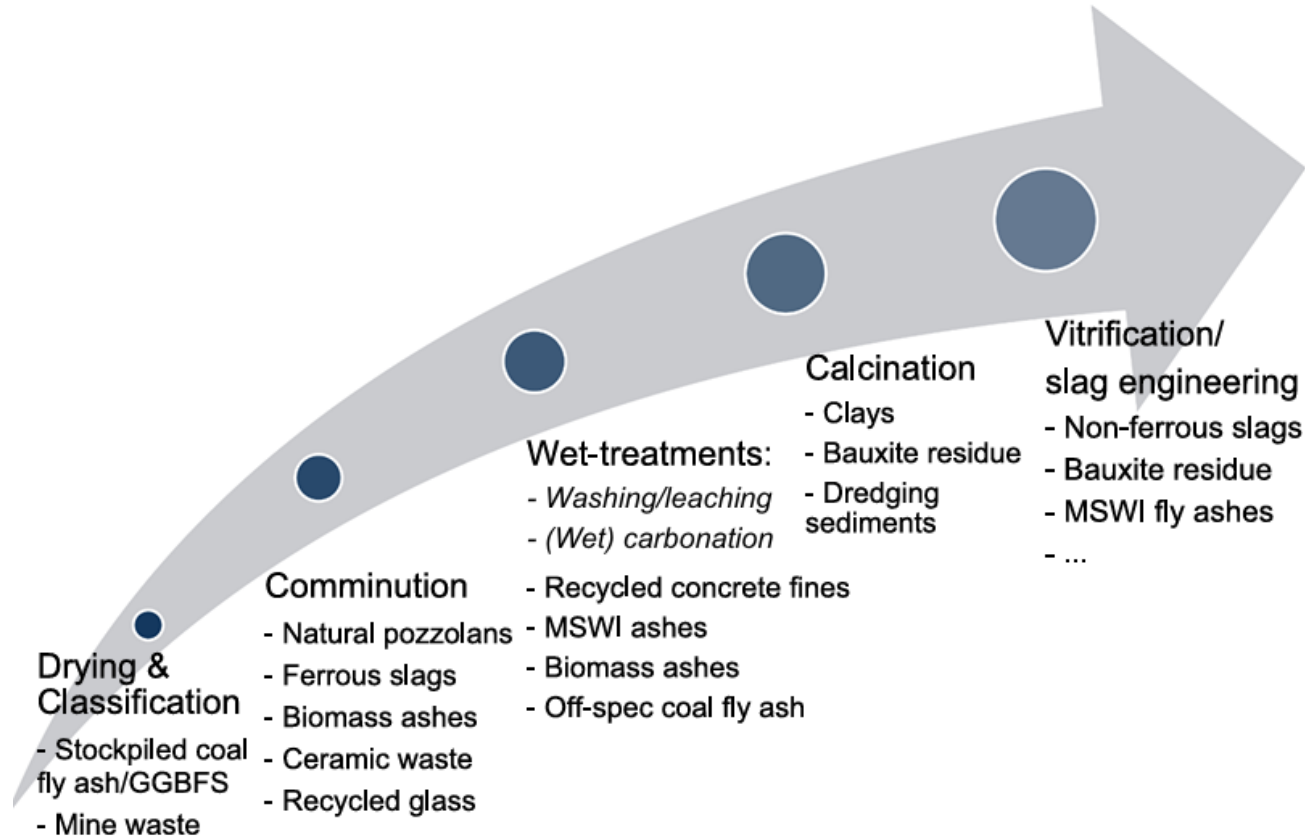 Drying &
Classification
- Stockpiled coal
fly ash/GGBFS
- Mine waste
Comminution
- Natural pozzolans
- Ferrous slags
- Biomass ashes
- Ceramic waste
- Recycled glass
Wet-treatments:
- Washing/leaching
- (Wet) carbonation
- Recycled concrete fines
- MSWI ashes
- Biomass ashes
- Off-spec coal fly ash
Calcination
- Clays
- Bauxite residue
- Dredging
sediments
Vitrification/
slag engineering
- Non-ferrous slags
- Bauxite residue
- MSWI fly ashes
- ...